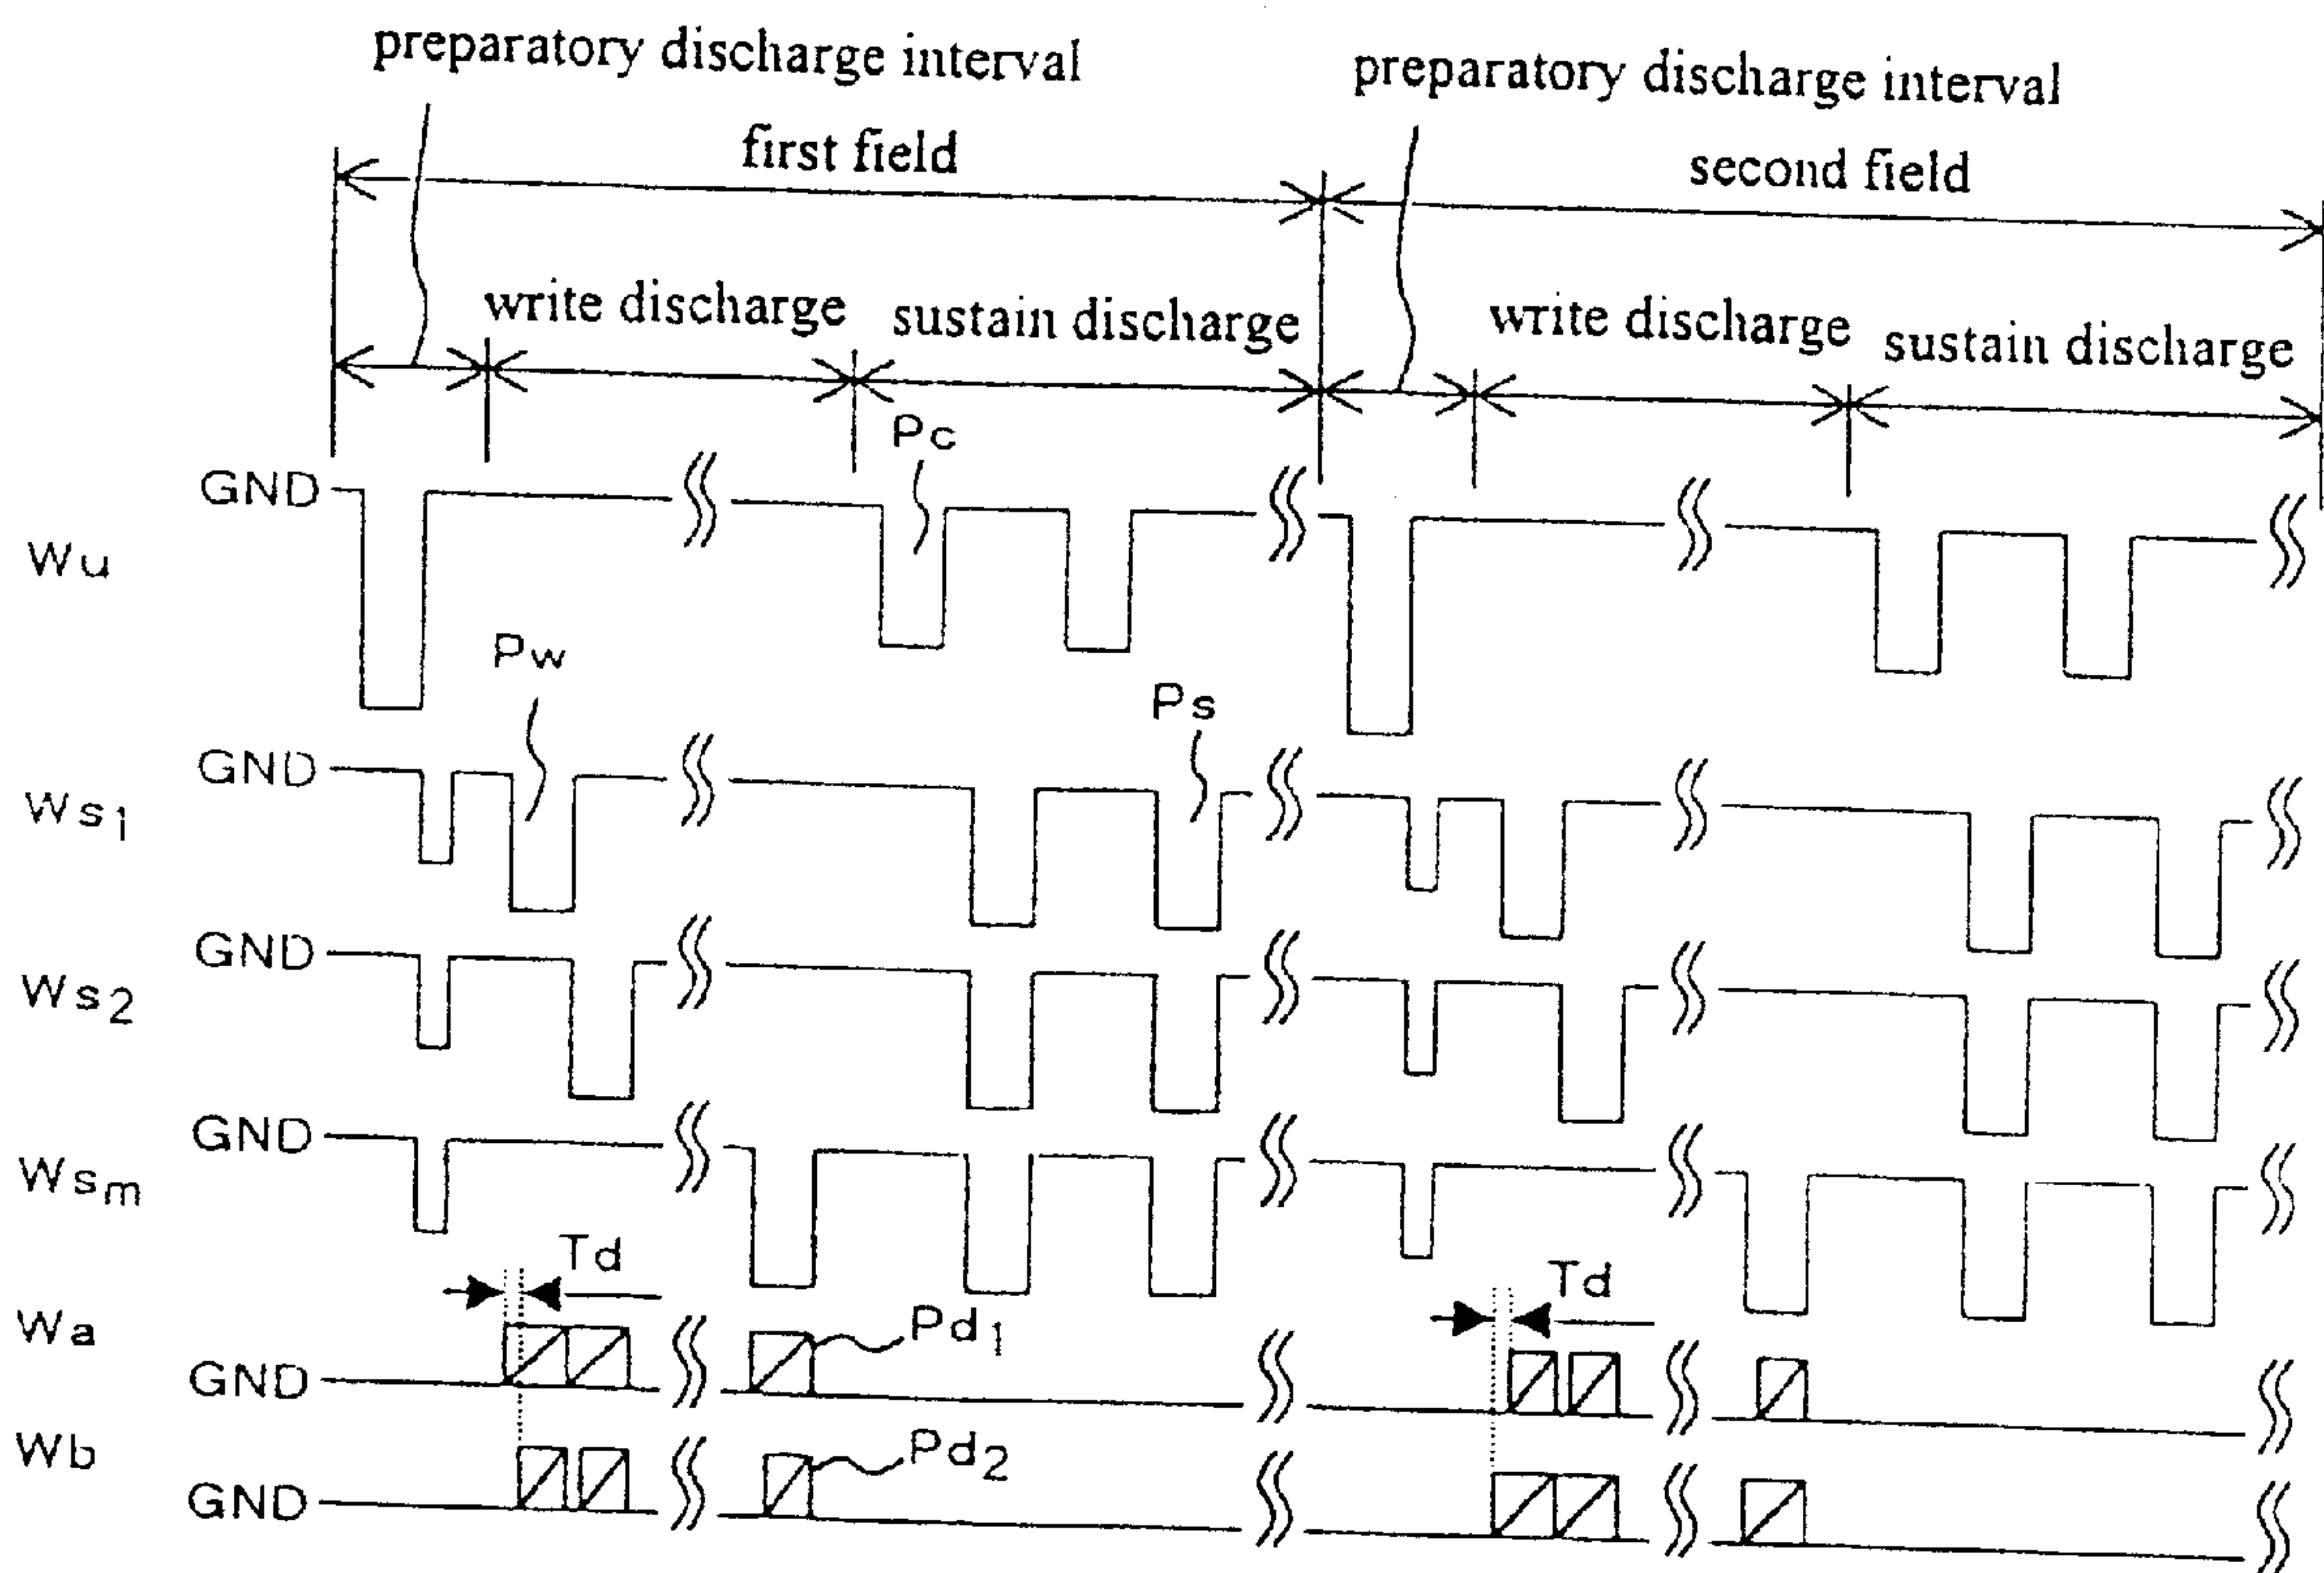 preparatory discharge interval
preparatory discharge interval
first field
second field
write discharge
sustain discharge
write discharge
sustain discharge
Pc
GND
Wu
Pw
Ps
GND
Ws1
GND
Ws2
GND
Wsm
Td
Td
Wa
Pd1
GND
Wb
Pd2
GND